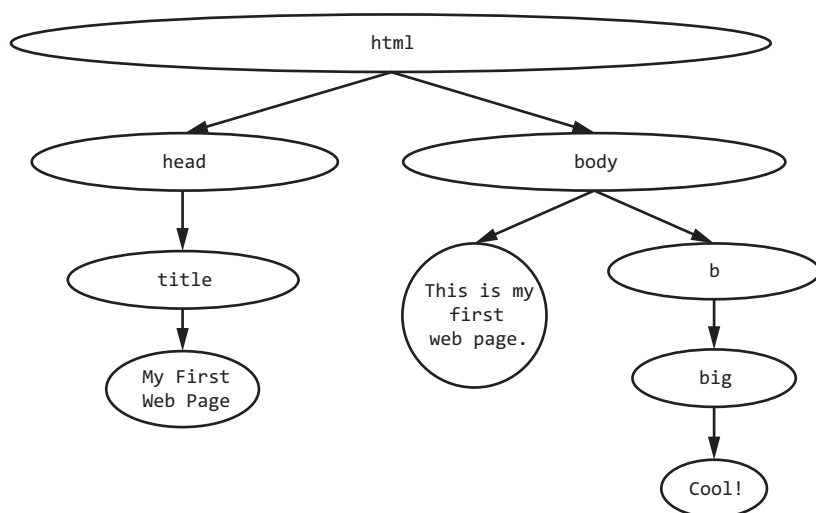 html
head
body
title
This is my
first
web page.
b
My First
Web Page
big
Cool!